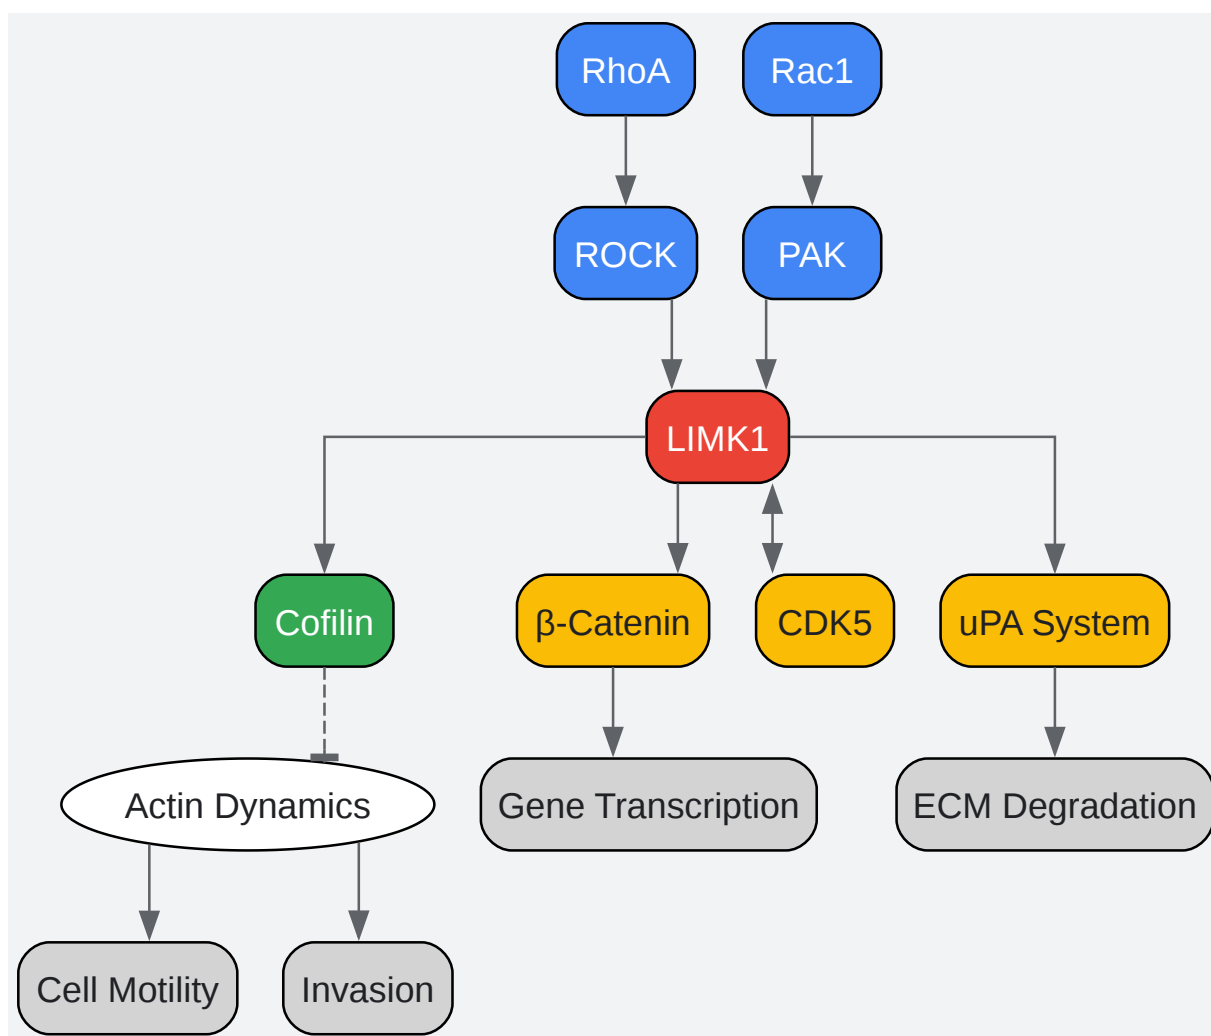 RhoA
Rac1
ROCK
PAK
LIMK1
Cofilin
β-Catenin
CDK5
uPA System
Actin Dynamics
Gene Transcription
ECM Degradation
Cell Motility
Invasion